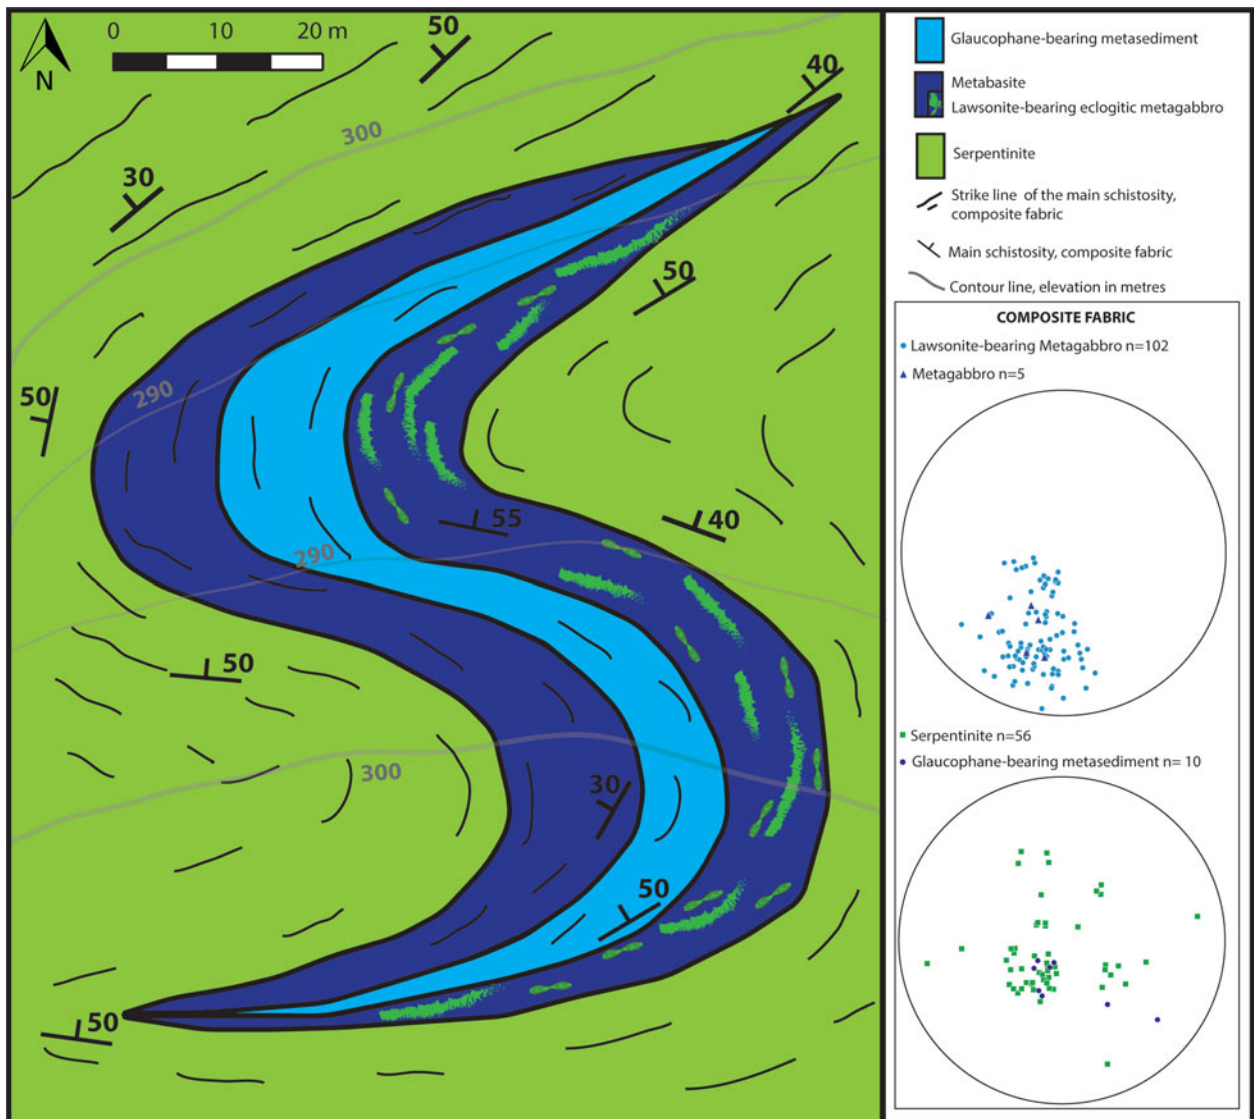 0 10 20 m
N
50
40
300
30
50
50
290
55
40
290
50
300
30
50
50
Glaucophane-bearing metasediment
Metabasite
Lawsonite-bearing eclogitic metagabbro
Serpentinite
Strike line of the main schistosity,
composite fabric
Main schistosity, composite fabric
Contour line, elevation in metres
COMPOSITE FABRIC
Lawsonite-bearing Metagabbro n=102
Metagabbro n=5
Serpentinite n=56
Glaucophane-bearing metasediment n= 10